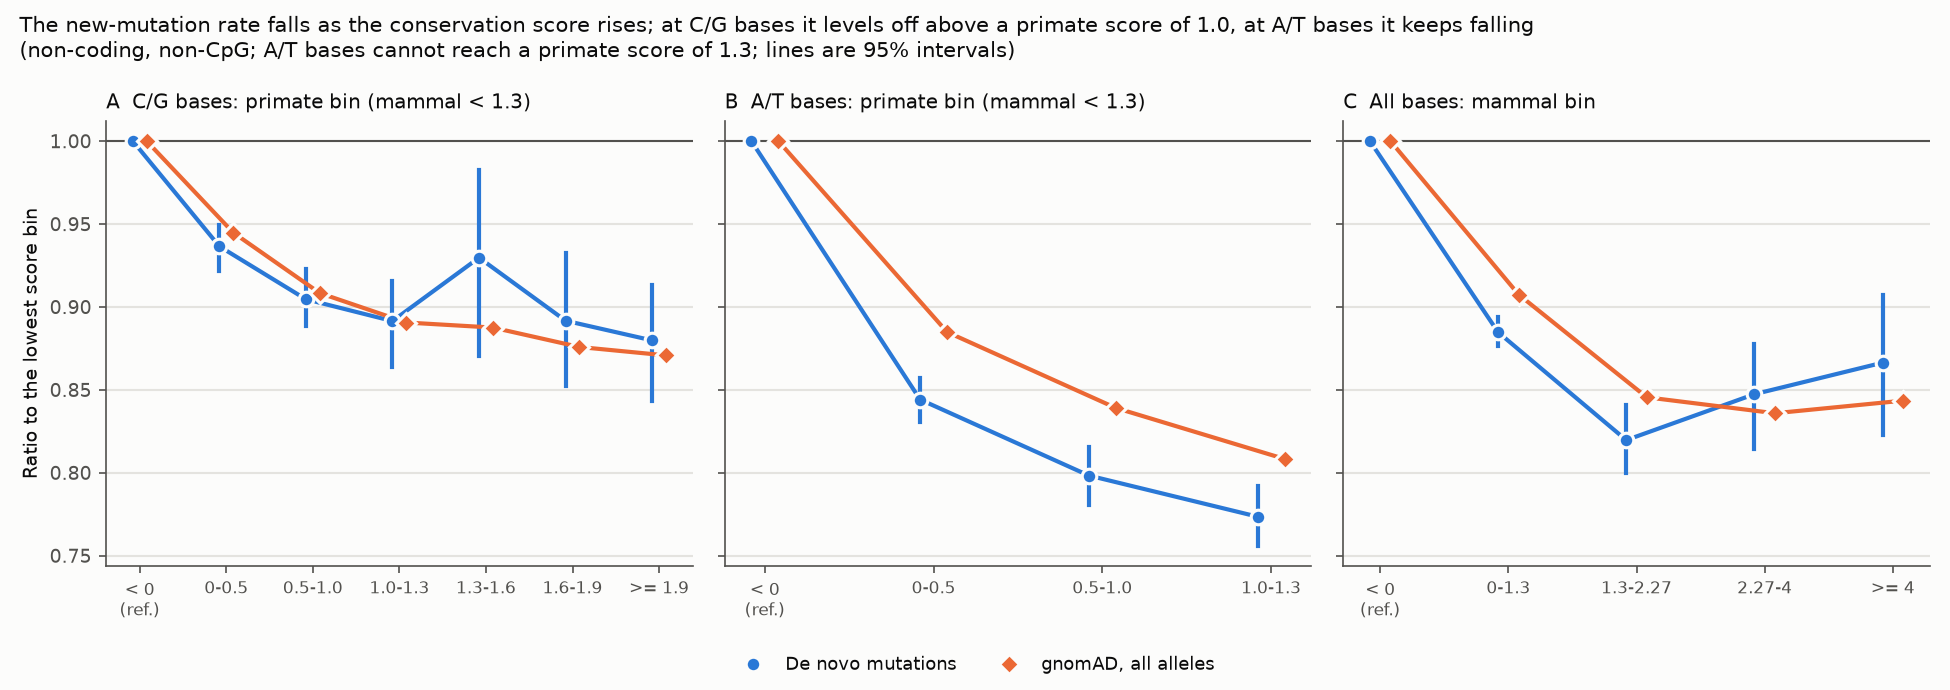 The new-mutation rate falls as the conservation score rises; at C/G bases it levels off above a primate score of 1.0, at A/T bases it keeps falling
(non-coding, non-CpG; A/T bases cannot reach a primate score of 1.3; lines are 95% intervals)
A  C/G bases: primate bin (mammal < 1.3)
B  A/T bases: primate bin (mammal < 1.3)
C  All bases: mammal bin
Ratio to the lowest score bin
1.00
0.95
0.90
0.85
0.80
0.75
< 0
(ref.)
0-0.5
0.5-1.0
1.0-1.3
1.3-1.6
1.6-1.9
>= 1.9
< 0
(ref.)
0-0.5
0.5-1.0
1.0-1.3
< 0
(ref.)
0-1.3
1.3-2.27
2.27-4
>= 4
De novo mutations
gnomAD, all alleles